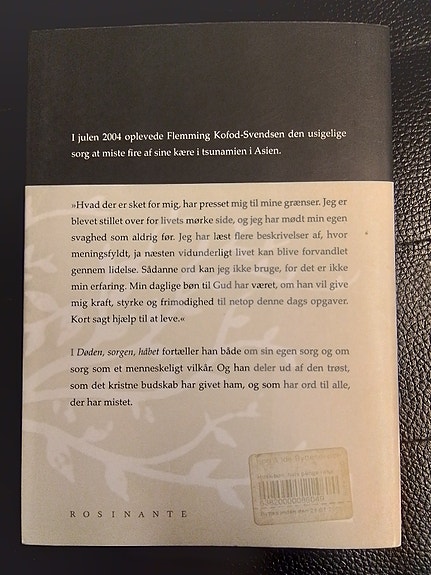 I julen 2004 oplevede Flemming Kofod-Svendsen den usigelige
sorg at miste fire af sine kære i tsunamien i Asien.
»Hvad der er sket for mig, har presset mig til mine grænser. Jeg er
blevet stillet over for livets mørke side, og jeg har mødt min egen
svaghed som aldrig før. Jeg har læst flere beskrivelser af, hvor
meningsfyldt, ja næsten vidunderligt livet kan blive forvandlet
gennem lidelse. Sådanne ord kan jeg ikke bruge, for det er ikke
min erfaring. Min daglige bøn til Gud har været, om han vil give
mig kraft, styrke og frimodighed til netop denne dags opgaver.
Kort sagt hjælp til at leve.«
I Døden, sorgen, håbet fortæller han både om sin egen sorg og om
sorg som et menneskeligt vilkår. Og han deler ud af den trøst,
som det kristne budskab har givet ham, og som har ord til alle,
der har mistet.
ROSINANTE